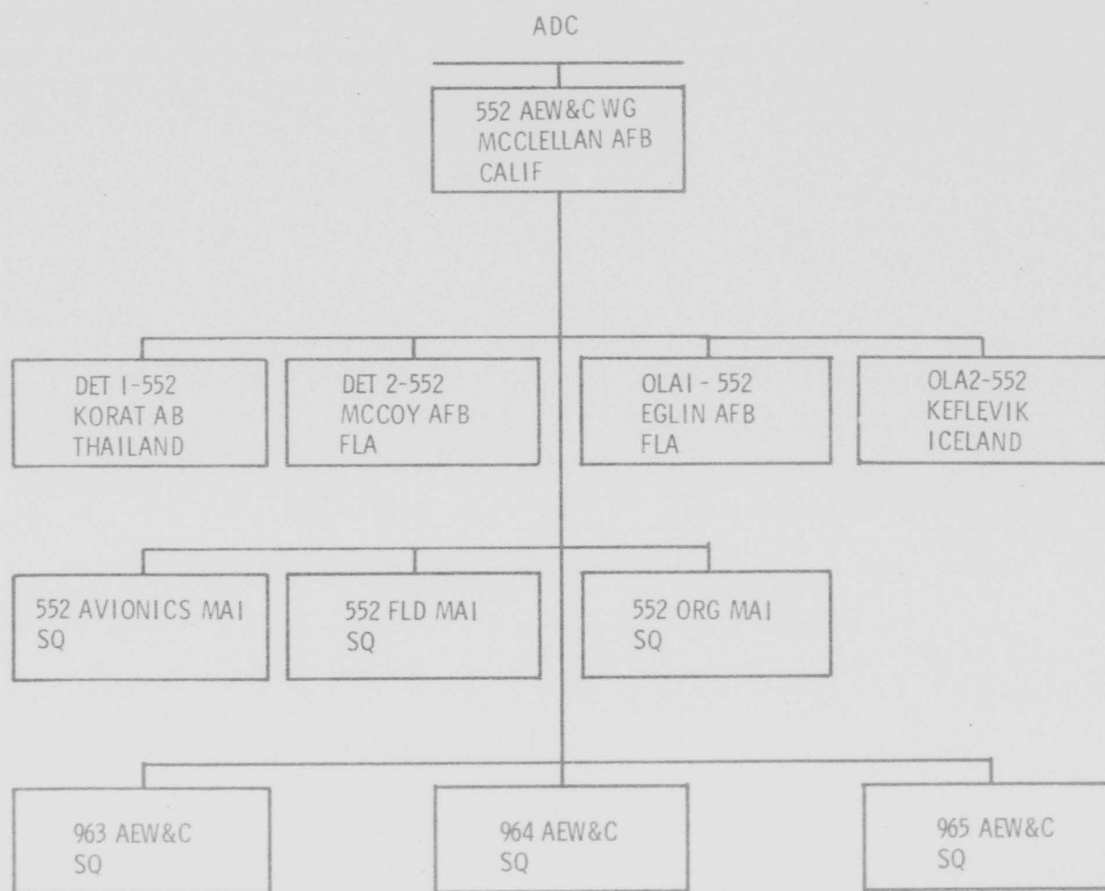 ADC
552 AEW&C WG
MCCLELLAN AFB
CALIF
DET 1-552
KORAT AB
THAILAND
DET 2-552
MCCOY AFB
FLA
OLA1 - 552
EGLIN AFB
FLA
OLA2-552
KEFLEVIK
ICELAND
552 AVIONICS MAI
SQ
552 FLD MAI
SQ
552 ORG MAI
SQ
963 AEW&C
SQ
964 AEW&C
SQ
965 AEW&C
SQ